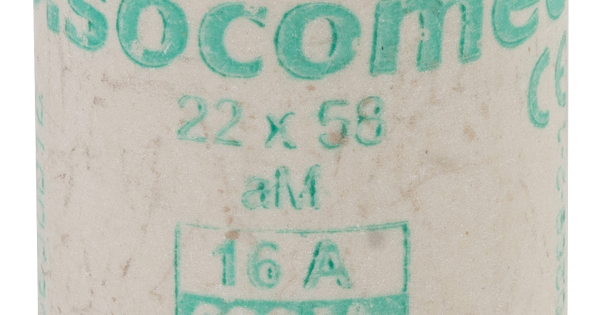 socome
22 x 58
aM
16 A